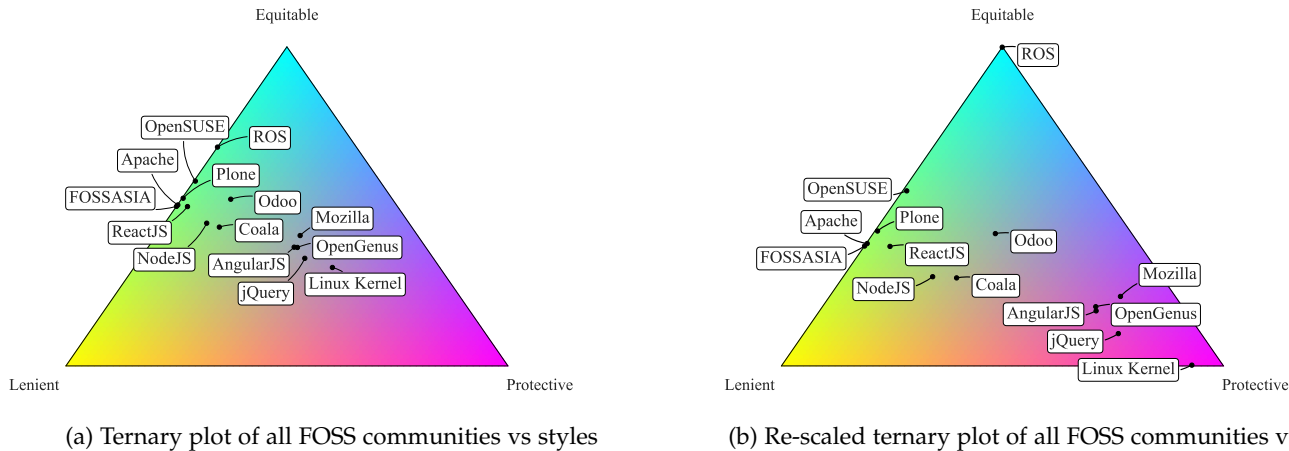 Equitable
OpenSUSE
ROS
Apache
Plone
FOSSASIA
Odoo
Mozilla
ReactJS
Coala
OpenGenus
NodeJS
AngularJS
Linux Kernel
jQuery
Lenient
Protective
(a) Ternary plot of all FOSS communities vs styles
Equitable
ROS
OpenSUSE
Plone
Apache
Odoo
FOSSASIA
ReactJS
Mozilla
NodeJS
Coala
AngularJS
OpenGenus
jQuery
Linux Kernel
Lenient
Protective
(b) Re-scaled ternary plot of all FOSS communities v